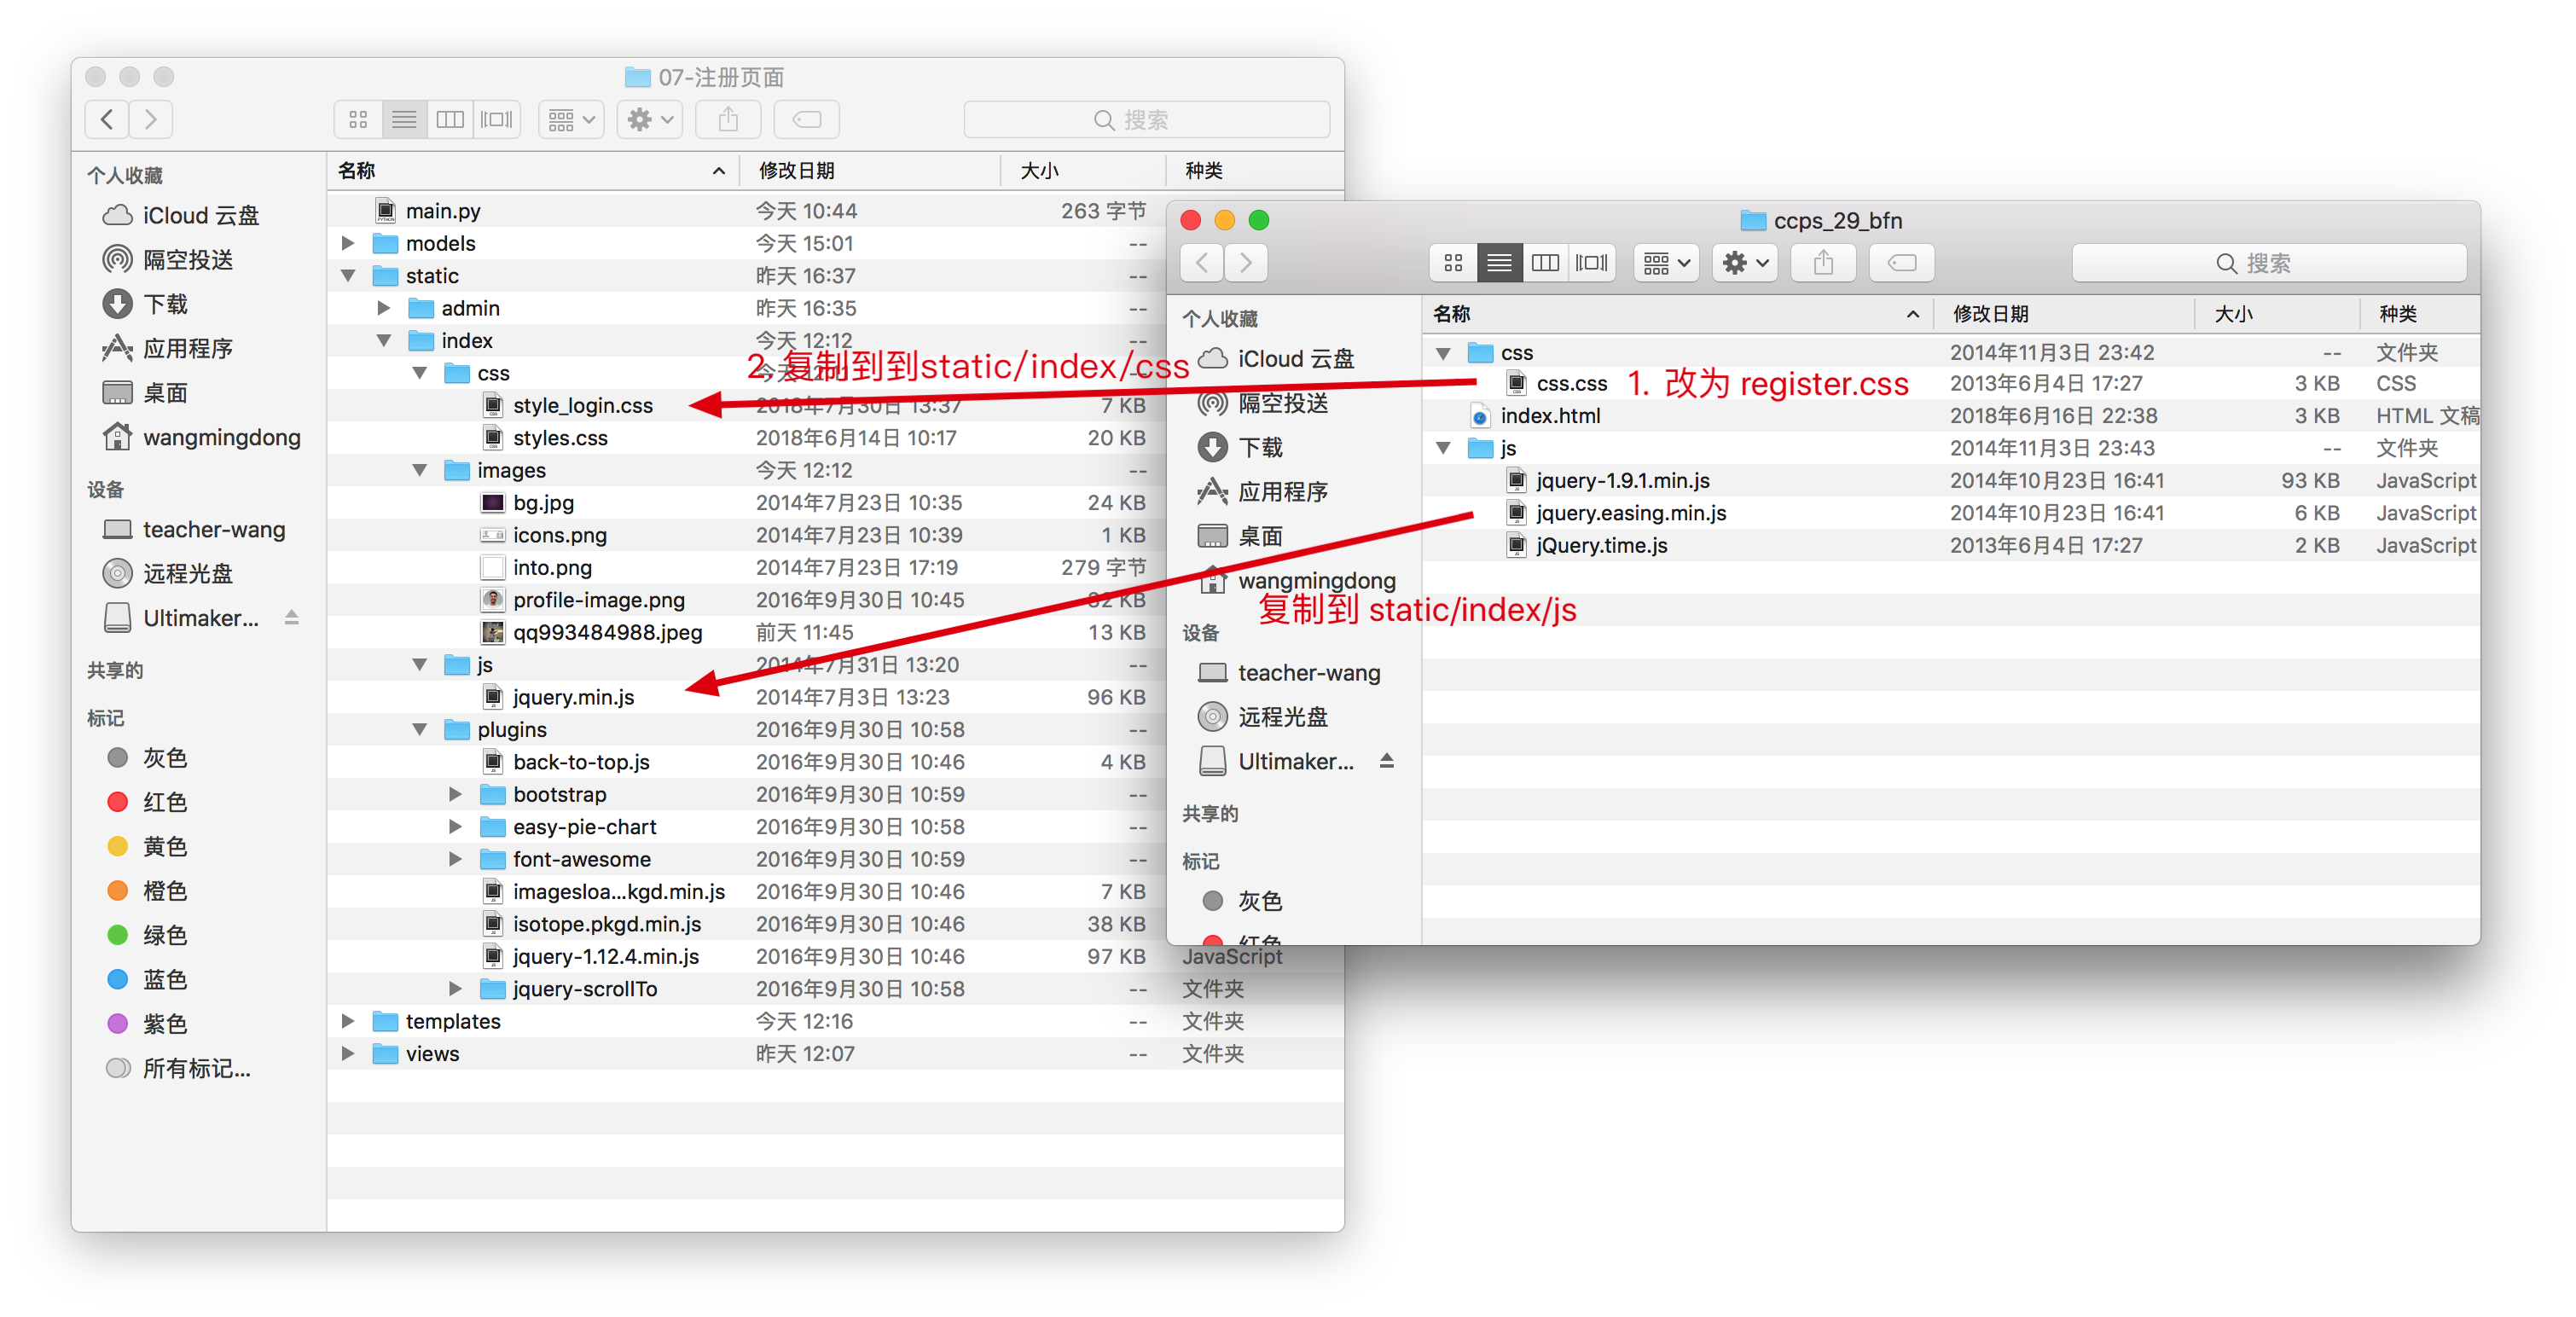 07-注册页面
搜索
个人收藏
iCloud 云盘
隔空投送
下载
应用程序
桌面
wangmingdong
设备
teacher-wang
远程光盘
Ultimaker...
共享的
标记
灰色
红色
黄色
橙色
绿色
蓝色
紫色
所有标记...
名称 修改日期 大小 种类
main.py 今天 10:44 263 字节
models 今天 15:01 --
static 昨天 16:37 --
admin 昨天 16:35 --
index 今天 12:12 --
css
style_login.css 2018年7月30日 13:37 7 KB
styles.css 2018年6月14日 10:17 20 KB
images 今天 12:12 --
bg.jpg 2014年7月23日 10:35 24 KB
icons.png 2014年7月23日 10:39 1 KB
into.png 2014年7月23日 17:19 279 字节
profile-image.png 2016年9月30日 10:45 32 KB
qq993484988.jpeg 前天 11:45 13 KB
js 2014年7月31日 13:20 --
jquery.min.js 2014年7月3日 13:23 96 KB
plugins 2016年9月30日 10:58 --
back-to-top.js 2016年9月30日 10:46 4 KB
bootstrap 2016年9月30日 10:59 --
easy-pie-chart 2016年9月30日 10:58 --
font-awesome 2016年9月30日 10:59 --
imagesloa...kgd.min.js 2016年9月30日 10:46 7 KB
isotope.pkgd.min.js 2016年9月30日 10:46 38 KB
jquery-1.12.4.min.js 2016年9月30日 10:46 97 KB JavaScript
jquery-scrollTo 2016年9月30日 10:58 -- 文件夹
templates 今天 12:16 -- 文件夹
views 昨天 12:07 -- 文件夹
2. 复制到到static/index/css
ccps_29_bfn
搜索
个人收藏
iCloud 云盘
隔空投送
下载
应用程序
桌面
wangmingdong
设备
teacher-wang
远程光盘
Ultimaker...
共享的
标记
灰色
红色
名称 修改日期 大小 种类
css 2014年11月3日 23:42 -- 文件夹
css.css 2013年6月4日 17:27 3 KB CSS
1. 改为 register.css
index.html 2018年6月16日 22:38 3 KB HTML 文稿
js 2014年11月3日 23:43 -- 文件夹
jquery-1.9.1.min.js 2014年10月23日 16:41 93 KB JavaScript
jquery.easing.min.js 2014年10月23日 16:41 6 KB JavaScript
jQuery.time.js 2013年6月4日 17:27 2 KB JavaScript
复制到 static/index/js